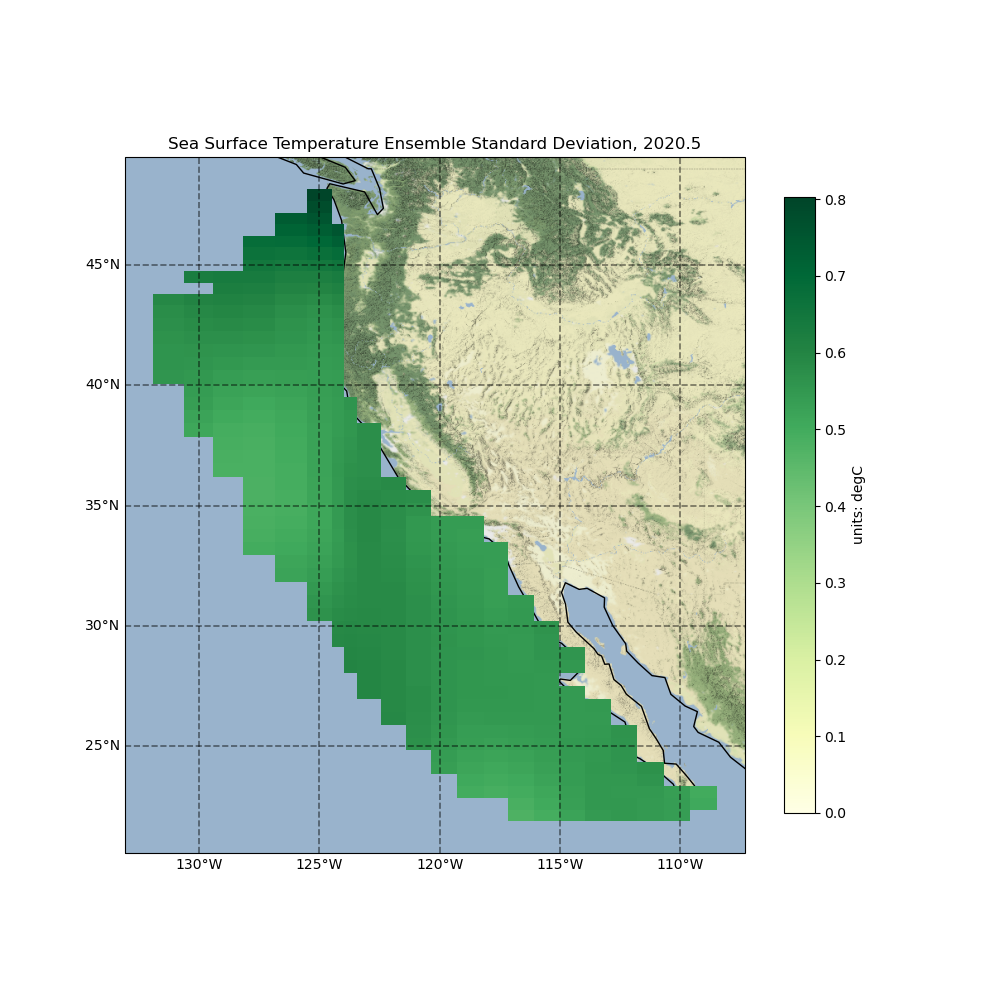 Sea Surface Temperature Ensemble Standard Deviation, 2020.5
45°N
40°N
35°N
30°N
25°N
130°W
125°W
120°W
115°W
110°W
0.8
0.7
0.6
0.5
0.4
0.3
0.2
0.1
0.0
units: degC